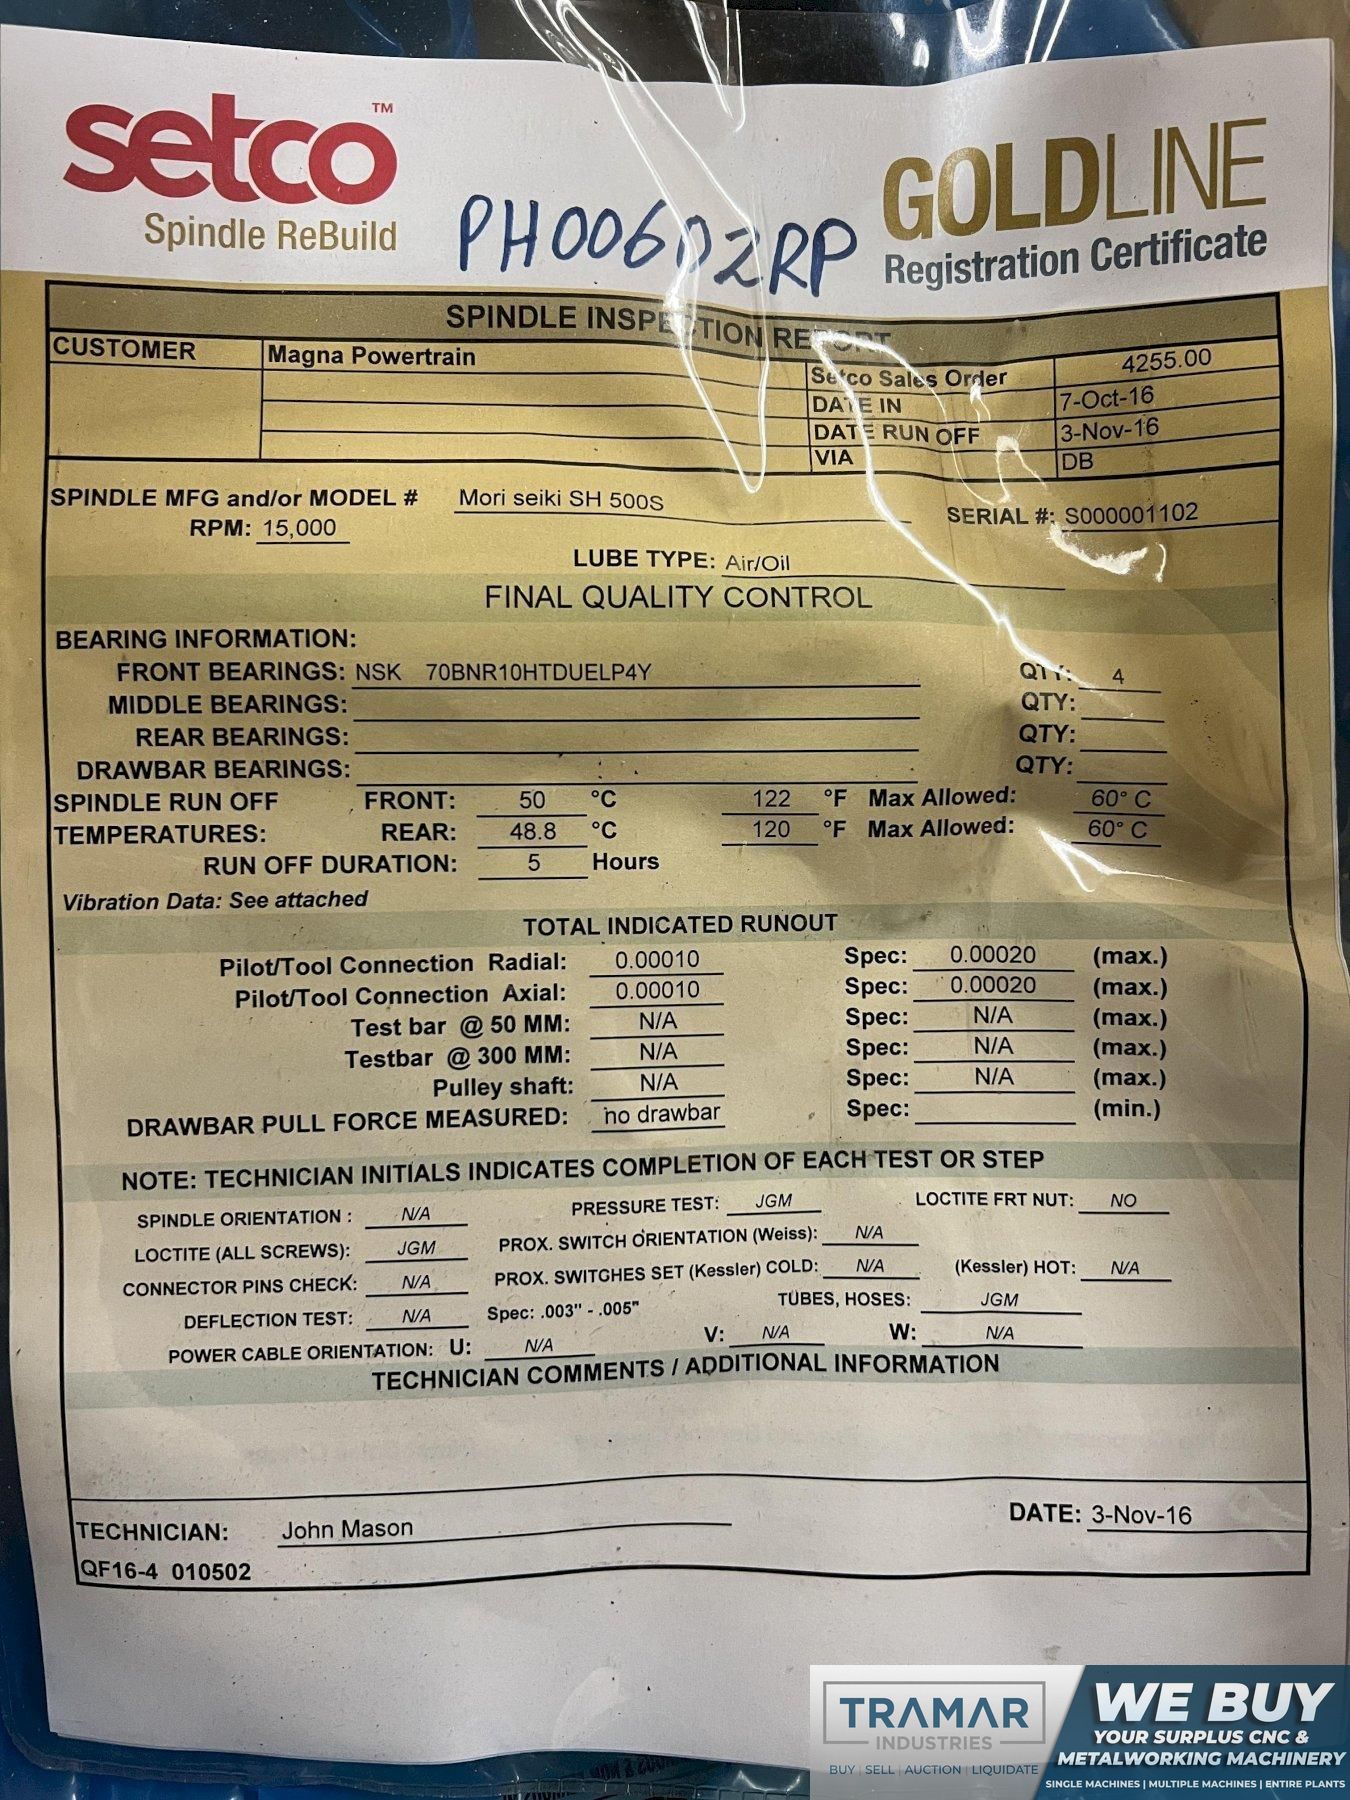 setco™
Spindle ReBuild
PH00602RP
GOLDLINE
Registration Certificate
SPINDLE INSPECTION REPORT
CUSTOMER Magna Powertrain
Setco Sales Order 4255.00
DATE IN 7-Oct-16
DATE RUN OFF 3-Nov-16
VIA DB
SPINDLE MFG and/or MODEL # Mori seiki SH 500S
RPM: 15,000 SERIAL #: S000001102
LUBE TYPE: Air/Oil
FINAL QUALITY CONTROL
BEARING INFORMATION:
FRONT BEARINGS: NSK 70BNR10HTDUELP4Y QTY: 4
MIDDLE BEARINGS: QTY:
REAR BEARINGS: QTY:
DRAWBAR BEARINGS: QTY:
SPINDLE RUN OFF FRONT: 50 °C 122 °F Max Allowed: 60° C
TEMPERATURES: REAR: 48.8 °C 120 °F Max Allowed: 60° C
RUN OFF DURATION: 5 Hours
Vibration Data: See attached
TOTAL INDICATED RUNOUT
Pilot/Tool Connection Radial: 0.00010 Spec: 0.00020 (max.)
Pilot/Tool Connection Axial: 0.00010 Spec: 0.00020 (max.)
Test bar @ 50 MM: N/A Spec: N/A (max.)
Testbar @ 300 MM: N/A Spec: N/A (max.)
Pulley shaft: N/A Spec: N/A (max.)
DRAWBAR PULL FORCE MEASURED: no drawbar Spec: (min.)
NOTE: TECHNICIAN INITIALS INDICATES COMPLETION OF EACH TEST OR STEP
SPINDLE ORIENTATION : N/A PRESSURE TEST: JGM LOCTITE FRT NUT: NO
LOCTITE (ALL SCREWS): JGM PROX. SWITCH ORIENTATION (Weiss): N/A
CONNECTOR PINS CHECK: N/A PROX. SWITCHES SET (Kessler) COLD: N/A (Kessler) HOT: N/A
DEFLECTION TEST: N/A Spec: .003" - .005" TUBES, HOSES: JGM
POWER CABLE ORIENTATION: U: N/A V: N/A W: N/A
TECHNICIAN COMMENTS / ADDITIONAL INFORMATION
TECHNICIAN: John Mason DATE: 3-Nov-16
QF16-4 010502
TRAMAR
INDUSTRIES
BUY | SELL | AUCTION | LIQUIDATE
WE BUY
YOUR SURPLUS CNC &
METALWORKING MACHINERY
SINGLE MACHINES | MULTIPLE MACHINES | ENTIRE PLANTS